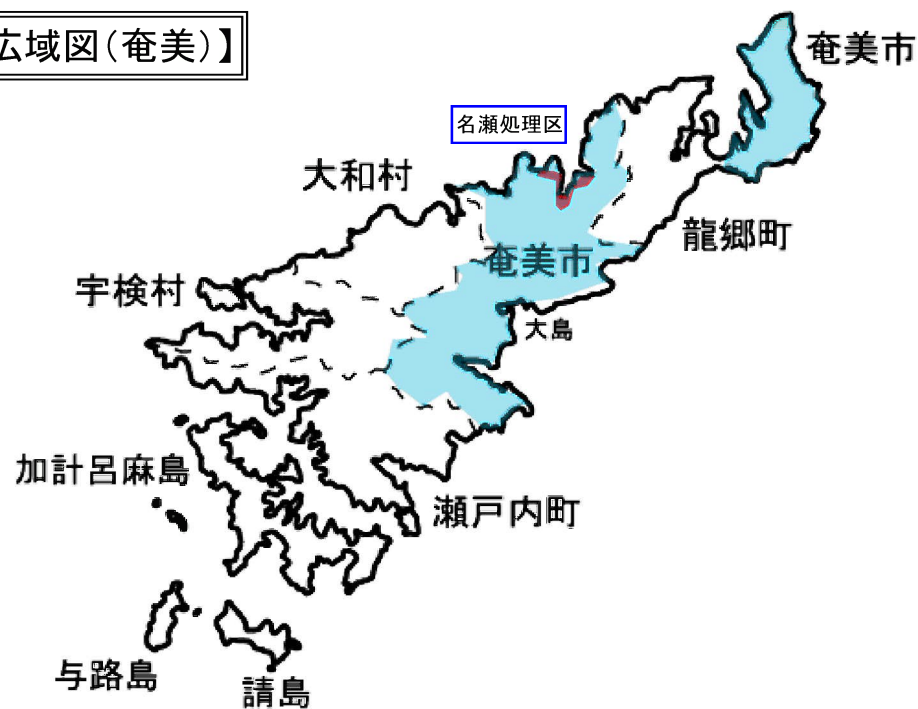 広域図(奄美)】
奄美市
名瀬処理区
大和村
龍郷町
奄美市
宇検村
大島
加計呂麻島
瀬戸内町
与路島
請島